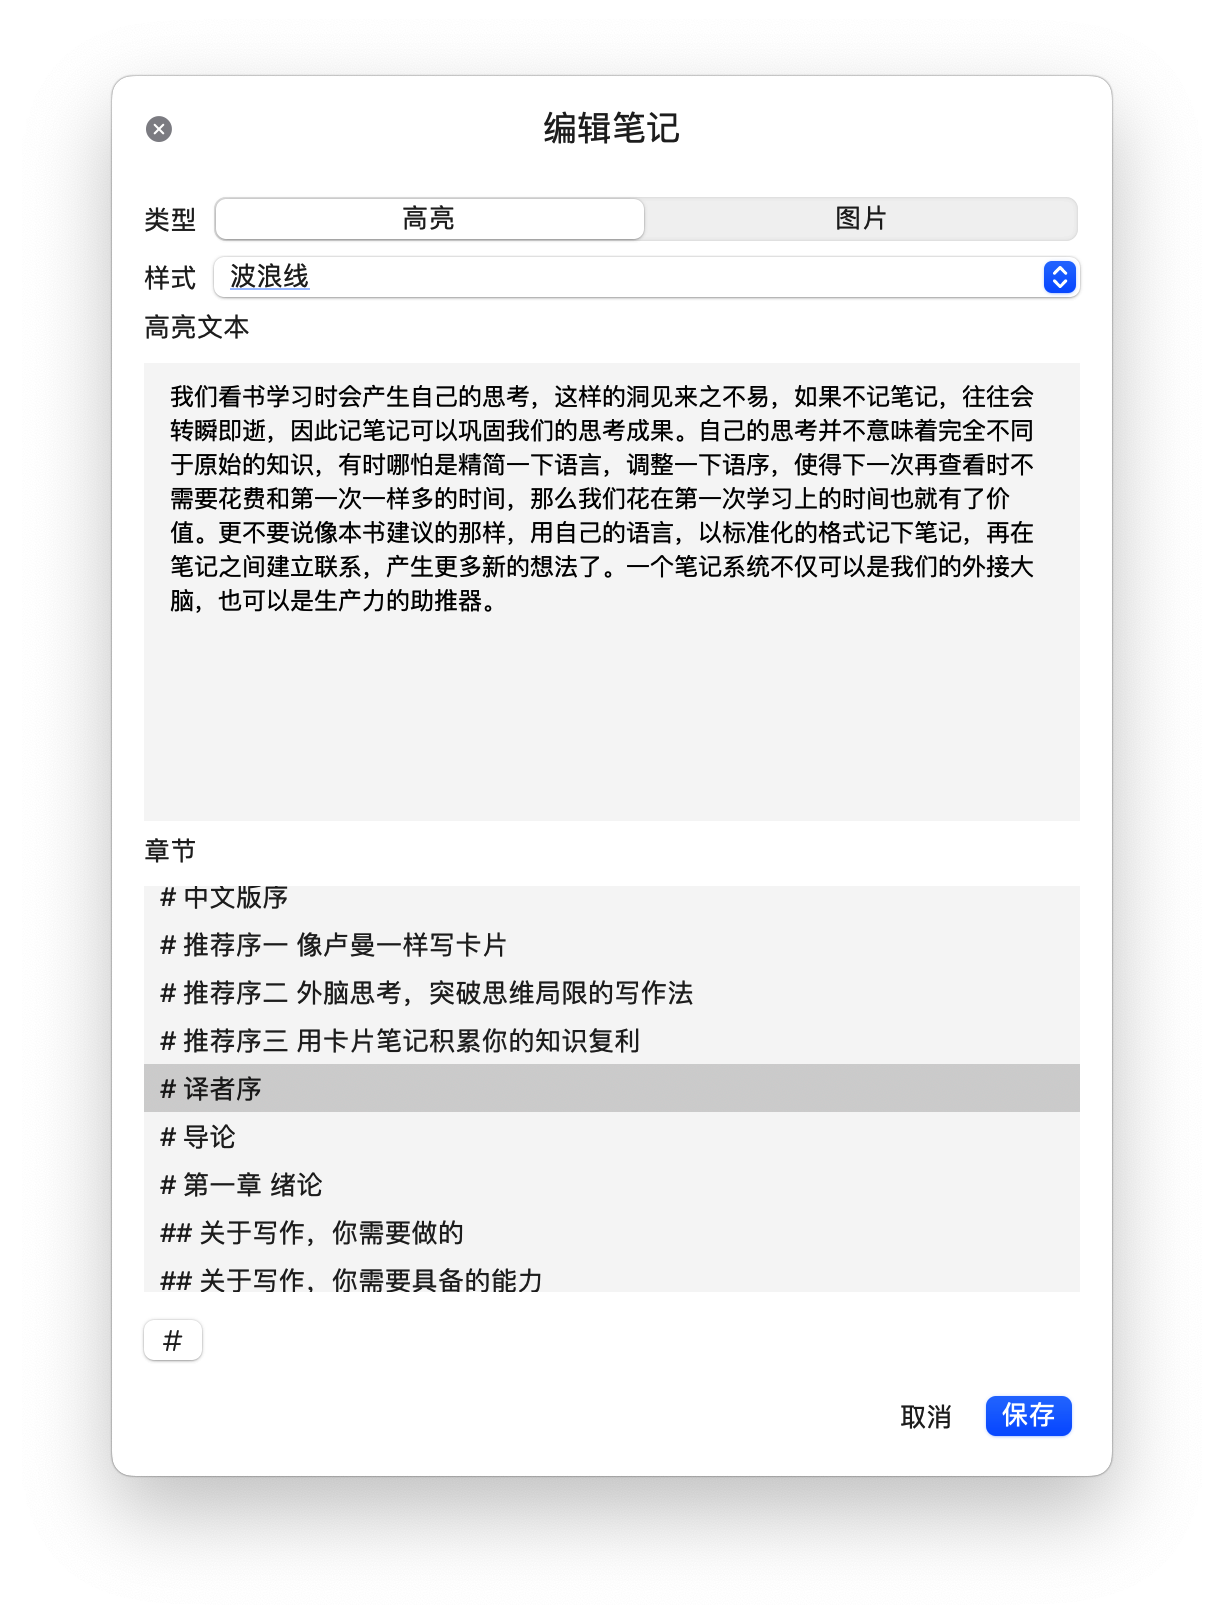 编辑笔记
类型 高亮 图片
样式 波浪线
高亮文本
我们看书学习时会产生自己的思考，这样的洞见来之不易，如果不记笔记，往往会
转瞬即逝，因此记笔记可以巩固我们的思考成果。自己的思考并不意味着完全不同
于原始的知识，有时哪怕是精简一下语言，调整一下语序，使得下一次再查看时不
需要花费和第一次一样多的时间，那么我们花在第一次学习上的时间也就有了价
值。更不要说像本书建议的那样，用自己的语言，以标准化的格式记下笔记，再在
笔记之间建立联系，产生更多新的想法了。一个笔记系统不仅可以是我们的外接大
脑，也可以是生产力的助推器。
章节
# 中文版序
# 推荐序一 像卢曼一样写卡片
# 推荐序二 外脑思考，突破思维局限的写作法
# 推荐序三 用卡片笔记积累你的知识复利
# 译者序
# 导论
# 第一章 绪论
## 关于写作，你需要做的
## 关于写作，你需要具备的能力
#
取消 保存